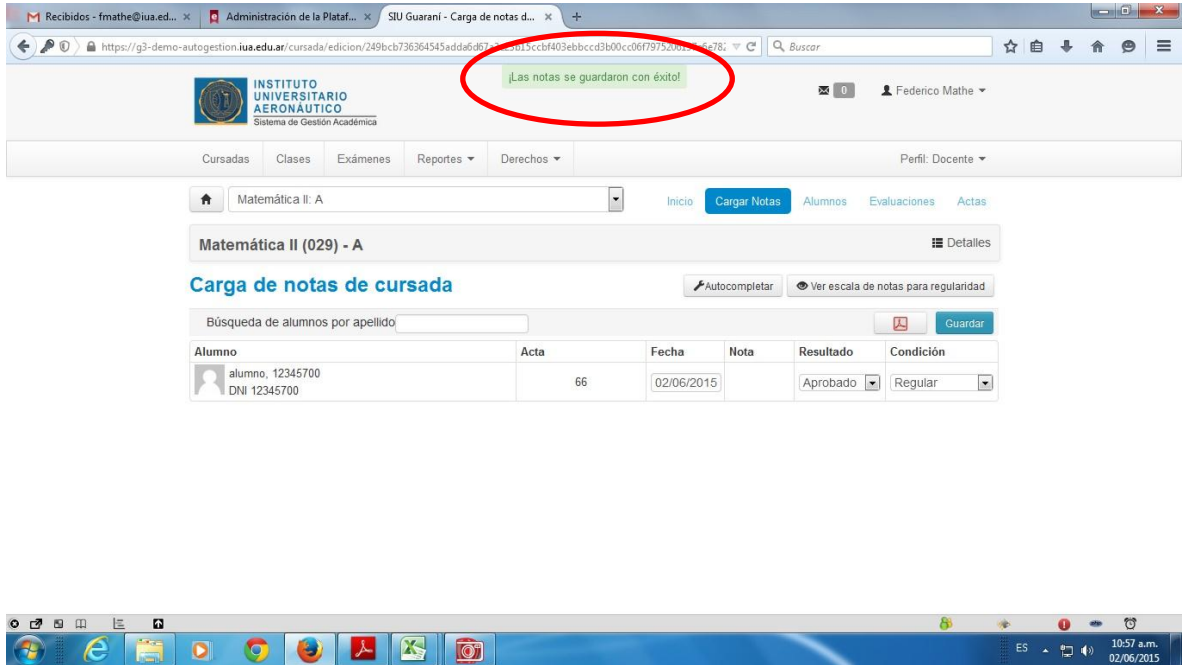 Recibidos - fmathe@iua.ed... ×
Administración de la Plataf... ×
SIU Guaraní - Carga de notas d... ×
Buscar
¡Las notas se guardaron con éxito!
INSTITUTO
UNIVERSITARIO
AERONÁUTICO
Sistema de Gestión Académica
0
Federico Mathe
Cursadas Clases Exámenes Reportes Derechos Perfil: Docente
Matemática II: A
Inicio Cargar Notas Alumnos Evaluaciones Actas
Matemática II (029) - A Detalles
Carga de notas de cursada
Autocompletar Ver escala de notas para regularidad
Búsqueda de alumnos por apellido Guardar
Alumno Acta Fecha Nota Resultado Condición
alumno, 12345700
DNI 12345700
66 02/06/2015 Aprobado Regular
ES
10:57 a.m.
02/06/2015